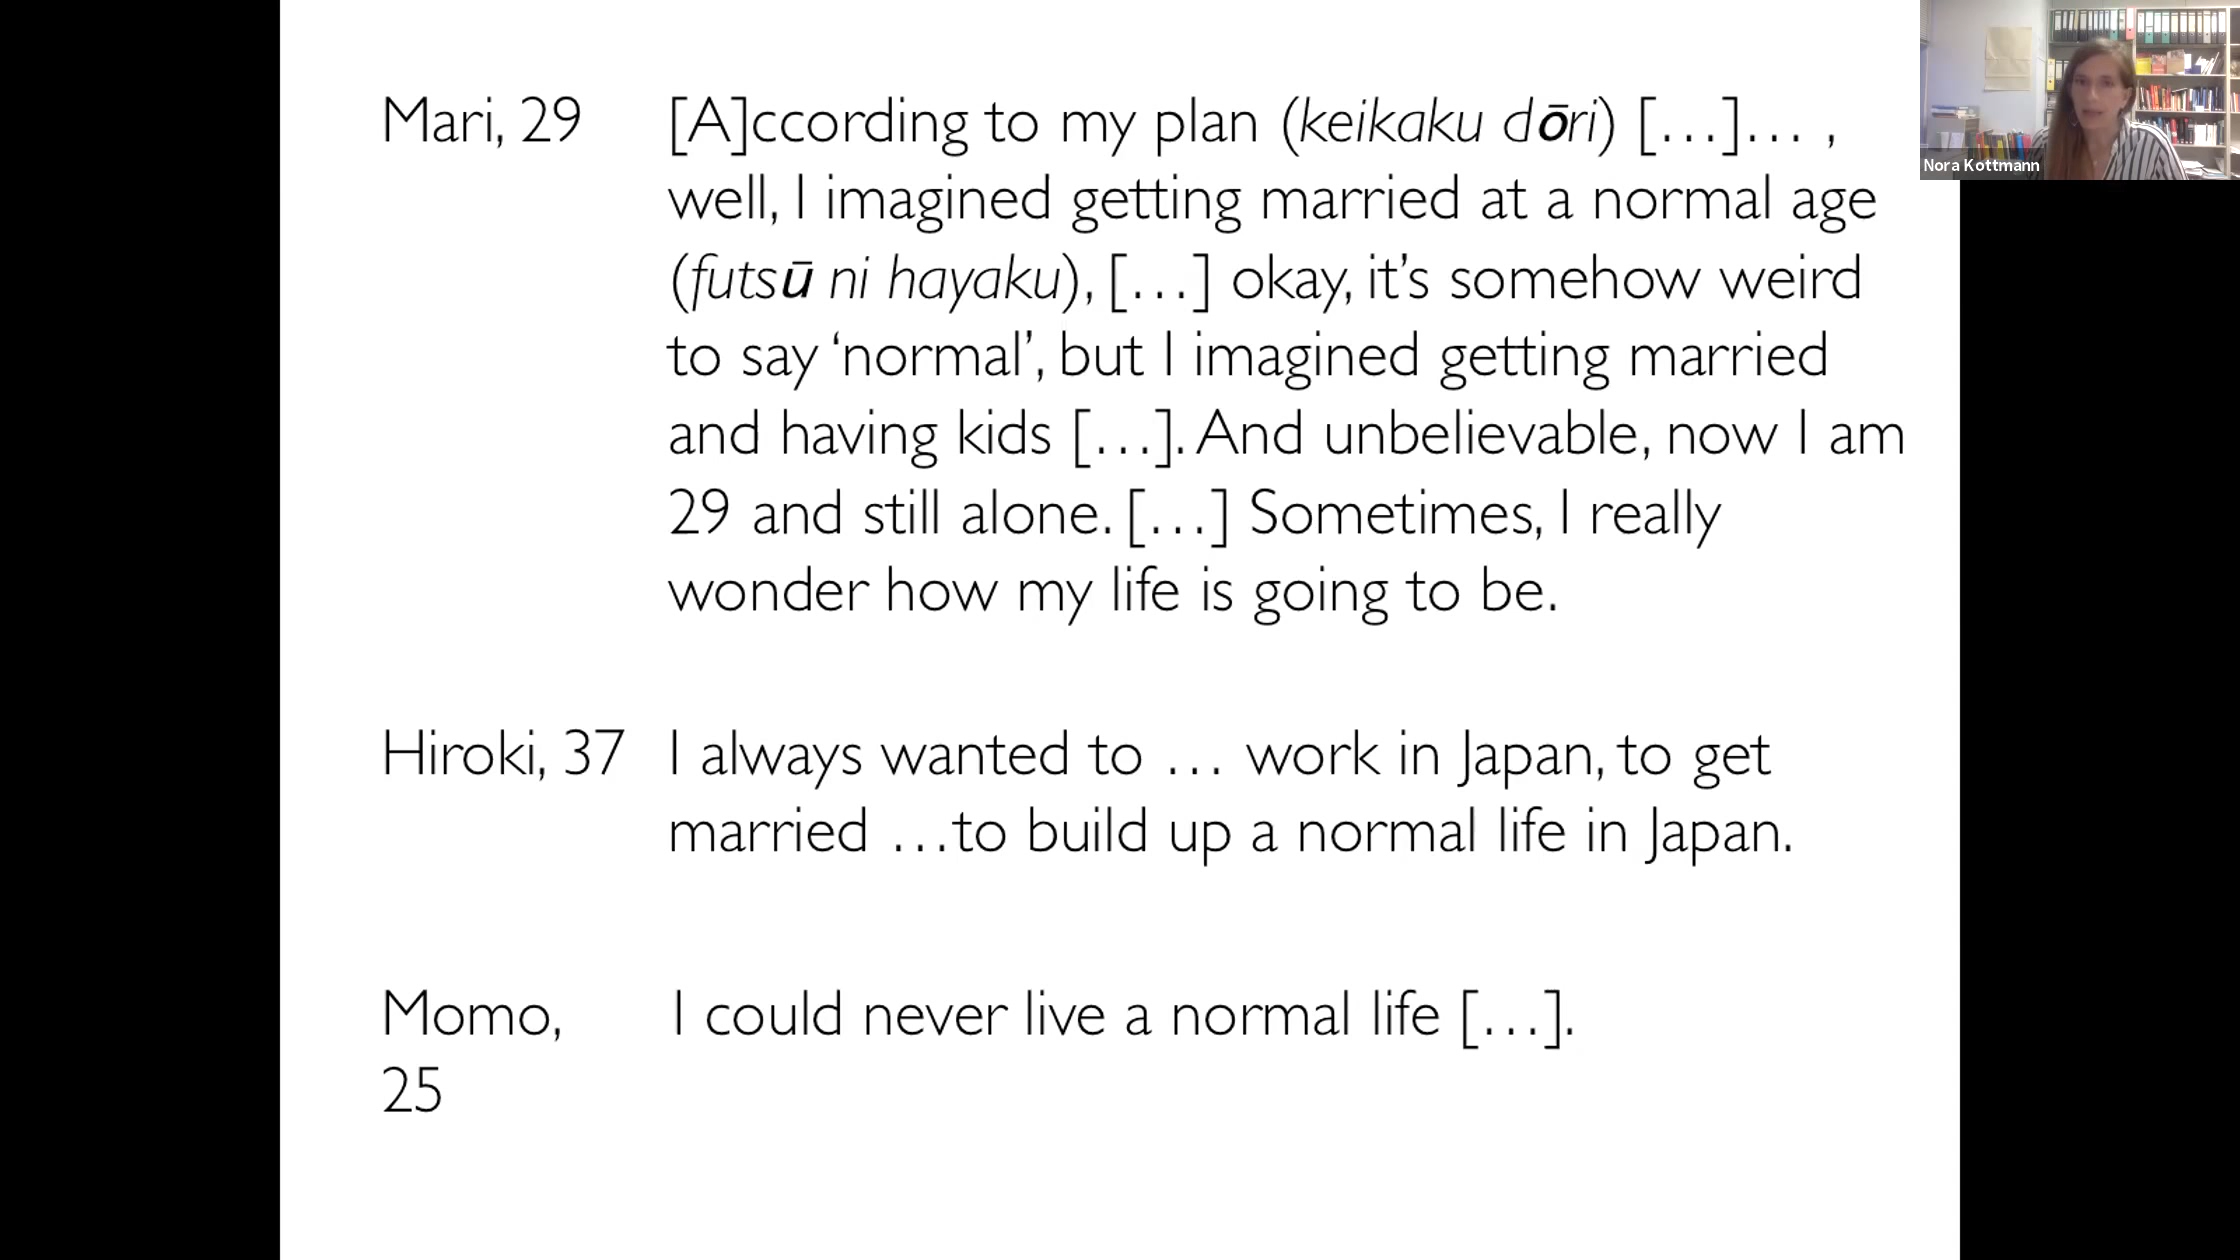 Mari, 29 [A]ccording to my plan (keikaku dōri) […]… ,
well, I imagined getting married at a normal age
(futsū ni hayaku), […] okay, it’s somehow weird
to say ‘normal’, but I imagined getting married
and having kids […]. And unbelievable, now I am
29 and still alone. […] Sometimes, I really
wonder how my life is going to be.
Hiroki, 37 I always wanted to … work in Japan, to get
married …to build up a normal life in Japan.
Momo, I could never live a normal life […].
25
Nora Kottmann